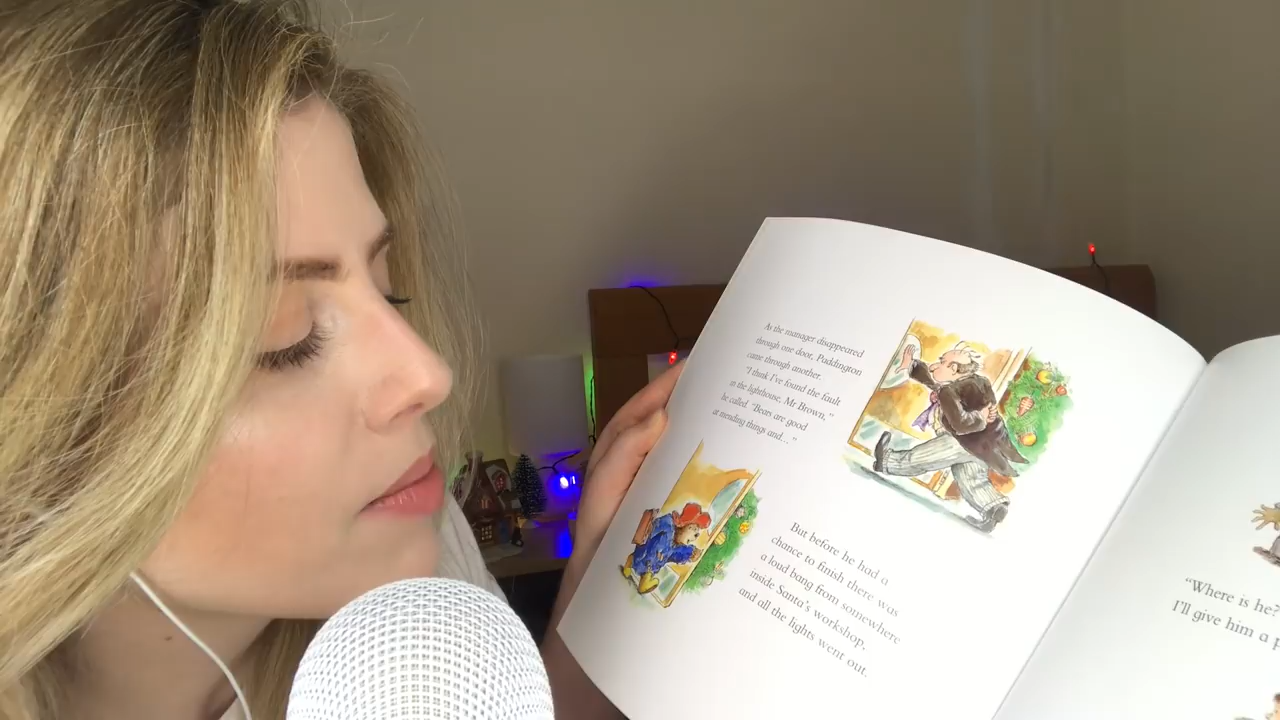 As the manager disappeared
through one door, Paddington
came through another.
"I think I've found the fault
in the lighthouse, Mr Brown,"
he called. "Bears are good
at mending things and..."
But before he had a
chance to finish there was
a loud bang from somewhere
inside Santa's workshop,
and all the lights went out.
"Where is he?
I'll give him a